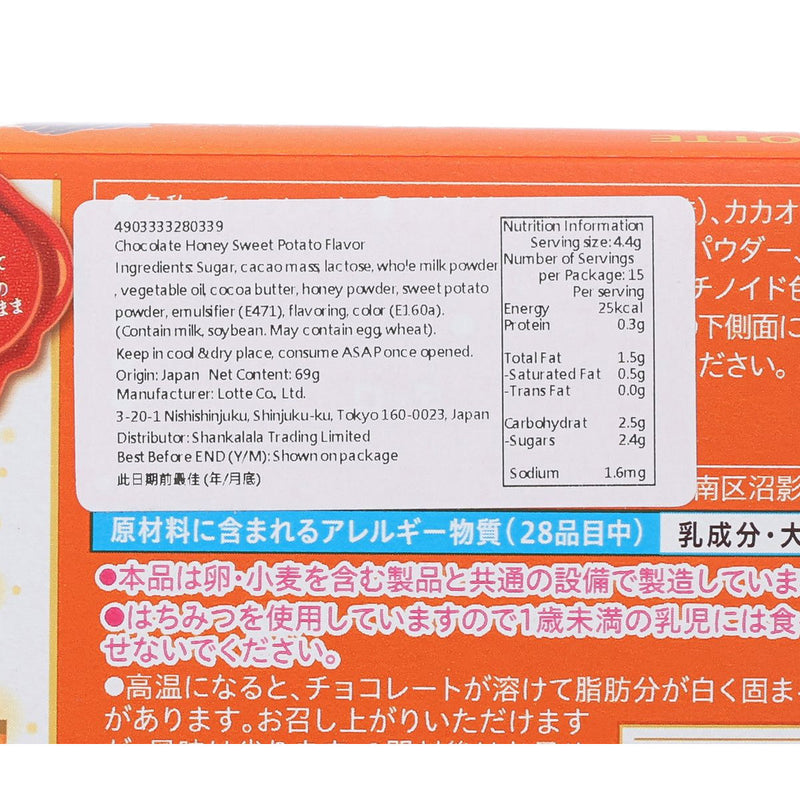 LOTTE
4903333280339
Chocolate Honey Sweet Potato Flavor
Ingredients: Sugar, cacao mass, lactose, whole milk powder
, vegetable oil, cocoa butter, honey powder, sweet potato
powder, emulsifier (E471), flavoring, color (E160a).
(Contain milk, soybean. May contain egg, wheat).
Keep in cool & dry place, consume ASAP once opened.
Origin: Japan Net Content: 69g
Manufacturer: Lotte Co., Ltd.
3-20-1 Nishishinjuku, Shinjuku-ku, Tokyo 160-0023, Japan
Distributor: Shankalala Trading Limited
Best Before END (Y/M): Shown on package
此日期前最佳 (年/月底)
Nutrition Information
Serving size: 4.4g
Number of Servings
per Package: 15
Per serving
Energy 25kcal
Protein 0.3g
Total Fat 1.5g
-Saturated Fat 0.5g
-Trans Fat 0.0g
Carbohydrat 2.5g
-Sugars 2.4g
Sodium 1.6mg
)、カカオ
パウダー、
チノイド色
の下側面に
ださい。
南区沼影
原材料に含まれるアレルギー物質(28品目中) 乳成分・大
●本品は卵・小麦を含む製品と共通の設備で製造していま
●はちみつを使用していますので1歳未満の乳児には食
せないでください。
●高温になると、チョコレートが溶けて脂肪分が白く固ま
があります。お召し上がりいただけます